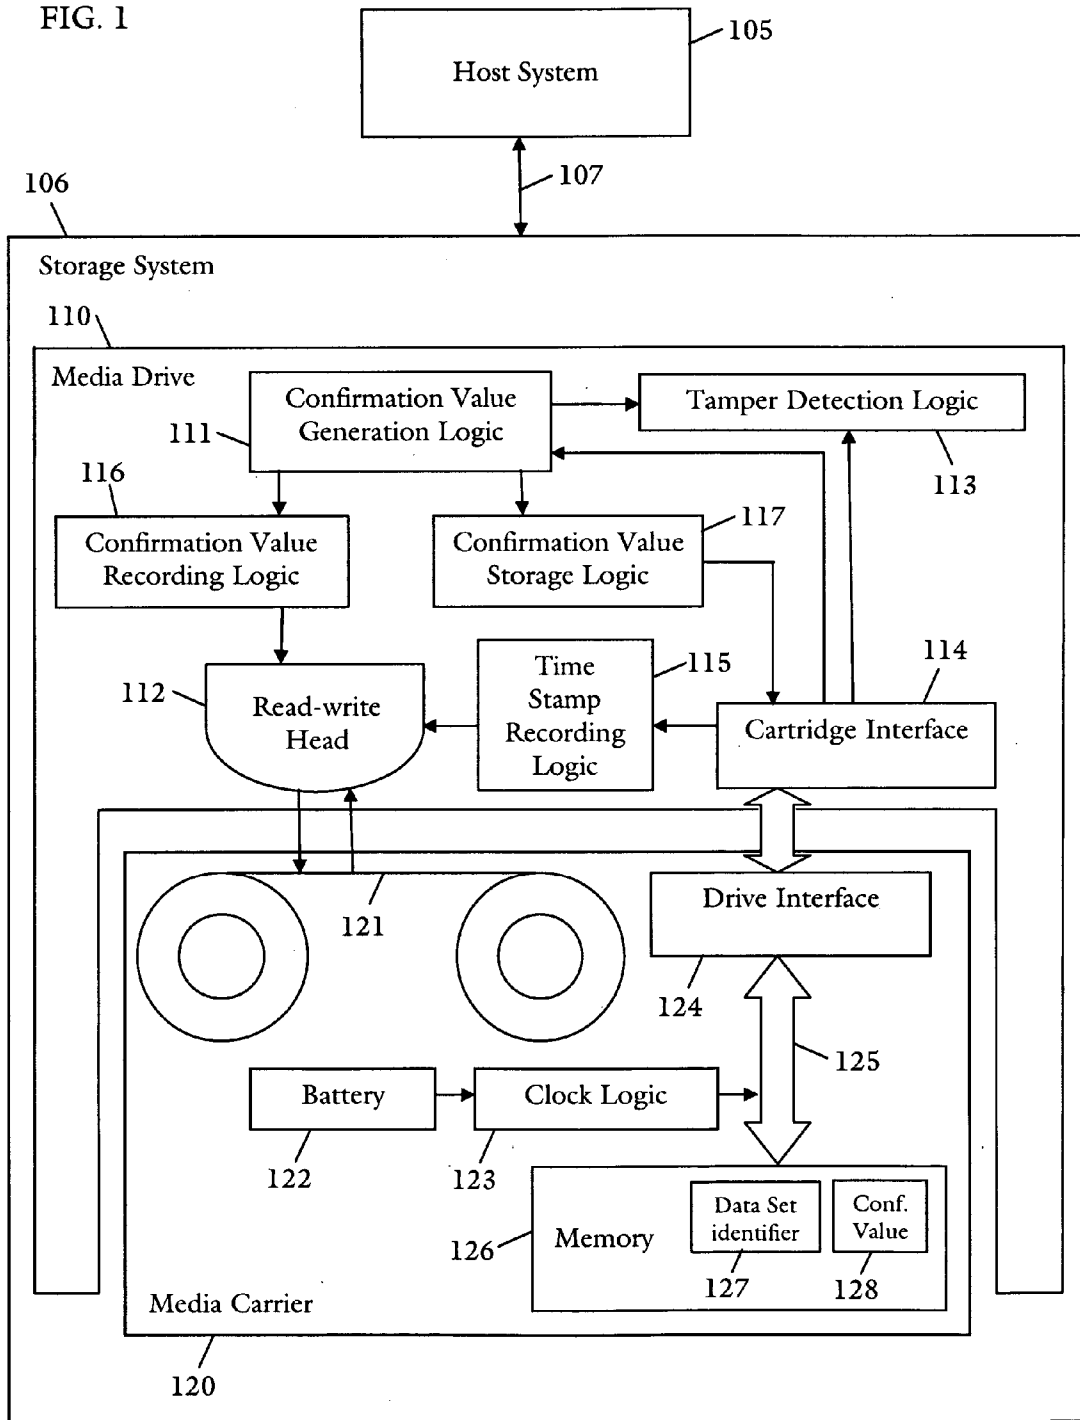 FIG. 1
105
Host System
107
106
Storage System
110
Media Drive
Confirmation Value
Generation Logic
111
Tamper Detection Logic
113
116
Confirmation Value
Recording Logic
117
Confirmation Value
Storage Logic
112
Read-write
Head
Time
Stamp
Recording
Logic
115
114
Cartridge Interface
121
Drive Interface
124
125
Battery
122
Clock Logic
123
126
Memory
Data Set
identifier
127
Conf.
Value
128
Media Carrier
120